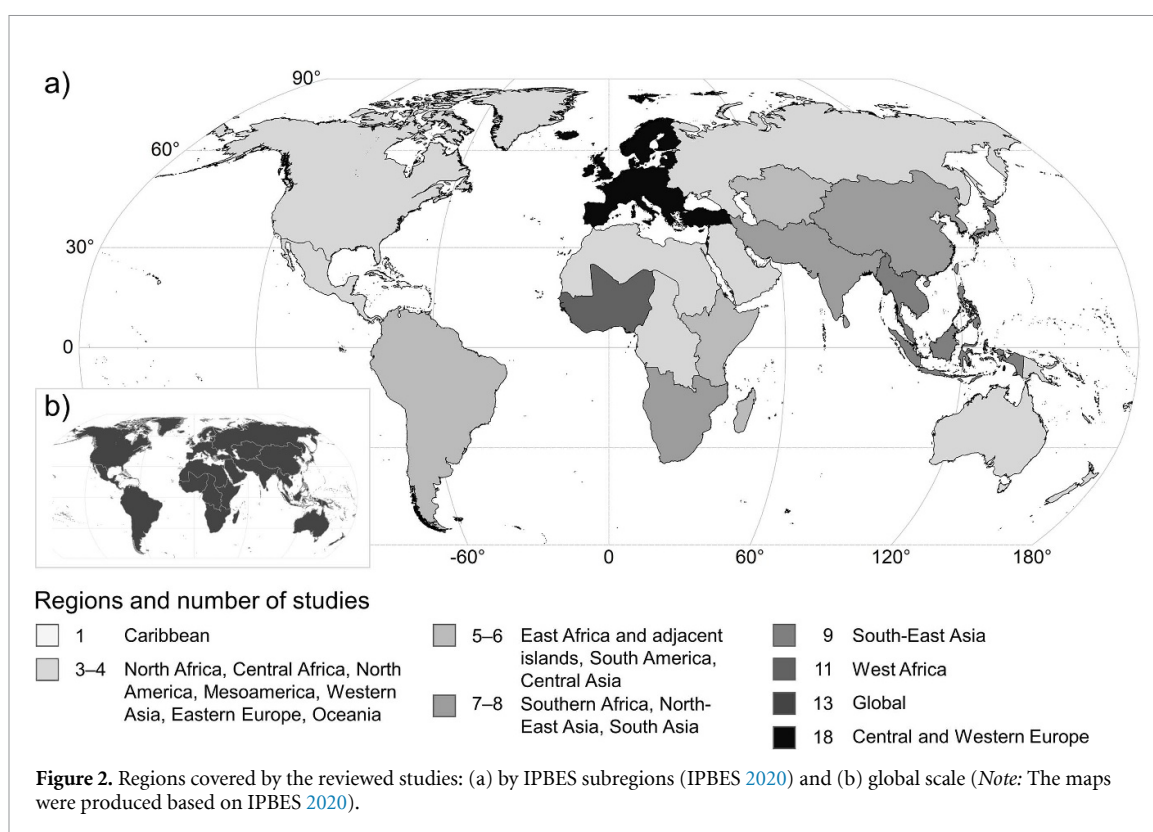 a)
90°
60°
30°
0
b)
-60°
0
60°
120°
180°
Regions and number of studies
1 Caribbean
3–4 North Africa, Central Africa, North
America, Mesoamerica, Western
Asia, Eastern Europe, Oceania
5–6 East Africa and adjacent
islands, South America,
Central Asia
7–8 Southern Africa, North-
East Asia, South Asia
9 South-East Asia
11 West Africa
13 Global
18 Central and Western Europe
Figure 2. Regions covered by the reviewed studies: (a) by IPBES subregions (IPBES 2020) and (b) global scale (Note: The maps
were produced based on IPBES 2020).